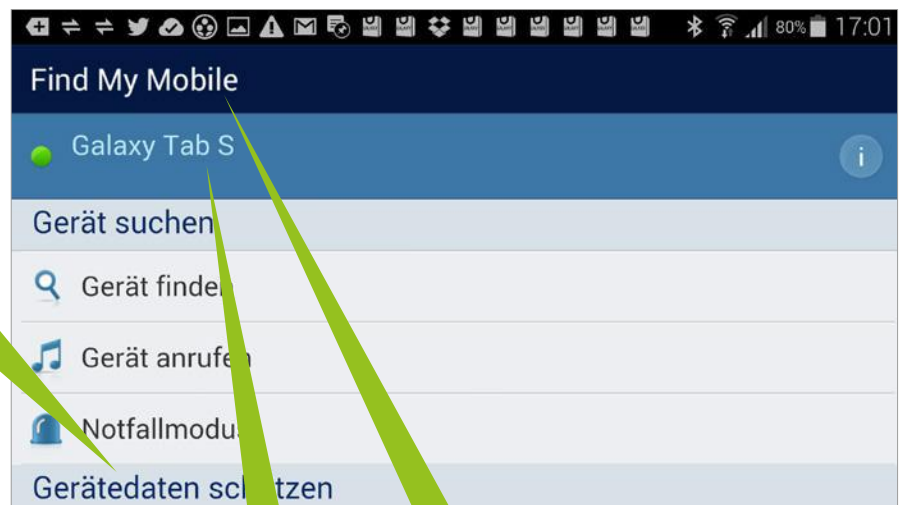 80% 17:01
Find My Mobile
Galaxy Tab S
i
Gerät suchen
Gerät finden
Gerät anrufen
Notfallmodus
Gerätedaten schützen